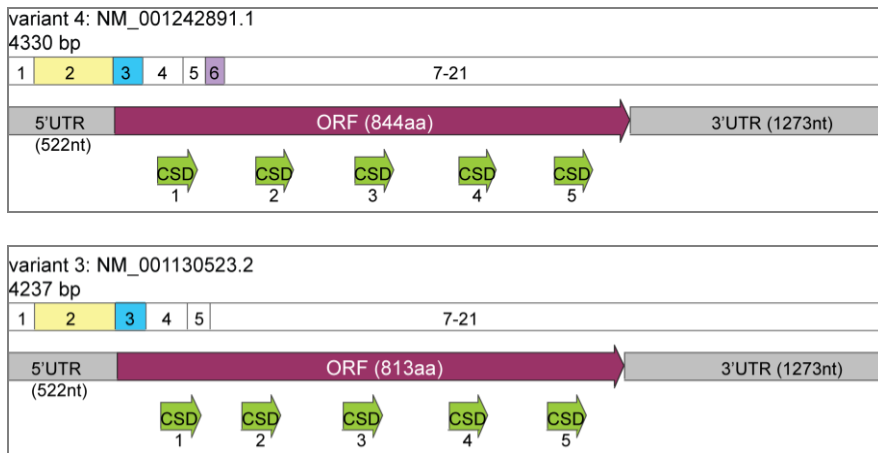 variant 4: NM_001242891.1
4330 bp
1 2 3 4 5 6 7-21
5'UTR ORF (844aa) 3'UTR (1273nt)
(522nt)
CSD CSD CSD CSD CSD
1 2 3 4 5
variant 3: NM_001130523.2
4237 bp
1 2 3 4 5 7-21
5'UTR ORF (813aa) 3'UTR (1273nt)
(522nt)
CSD CSD CSD CSD CSD
1 2 3 4 5